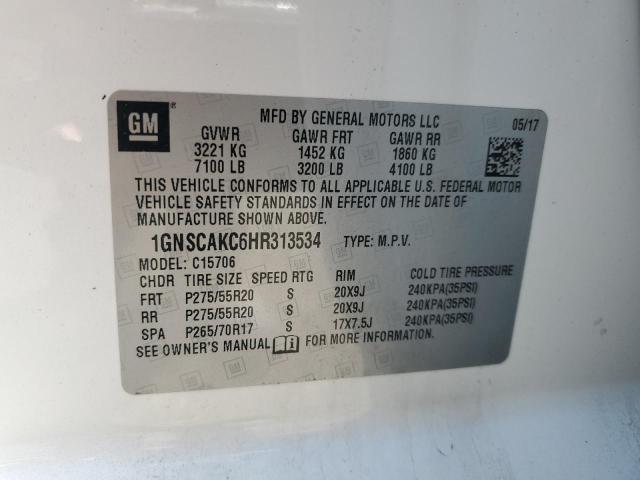 GM ®
MFD BY GENERAL MOTORS LLC 05/17
GVWR GAWR FRT GAWR RR
3221 KG 1452 KG 1860 KG
7100 LB 3200 LB 4100 LB
THIS VEHICLE CONFORMS TO ALL APPLICABLE U.S. FEDERAL MOTOR
VEHICLE SAFETY STANDARDS IN EFFECT ON THE DATE OF
MANUFACTURE SHOWN ABOVE.
1GNSCAKC6HR313534 TYPE: M.P.V.
MODEL: C15706
CHDR TIRE SIZE SPEED RTG RIM COLD TIRE PRESSURE
FRT P275/55R20 S 20X9J 240KPA(35PSI)
RR P275/55R20 S 20X9J 240KPA(35PSI)
SPA P265/70R17 S 17X7.5J 240KPA(35PSI)
SEE OWNER'S MANUAL FOR MORE INFORMATION.